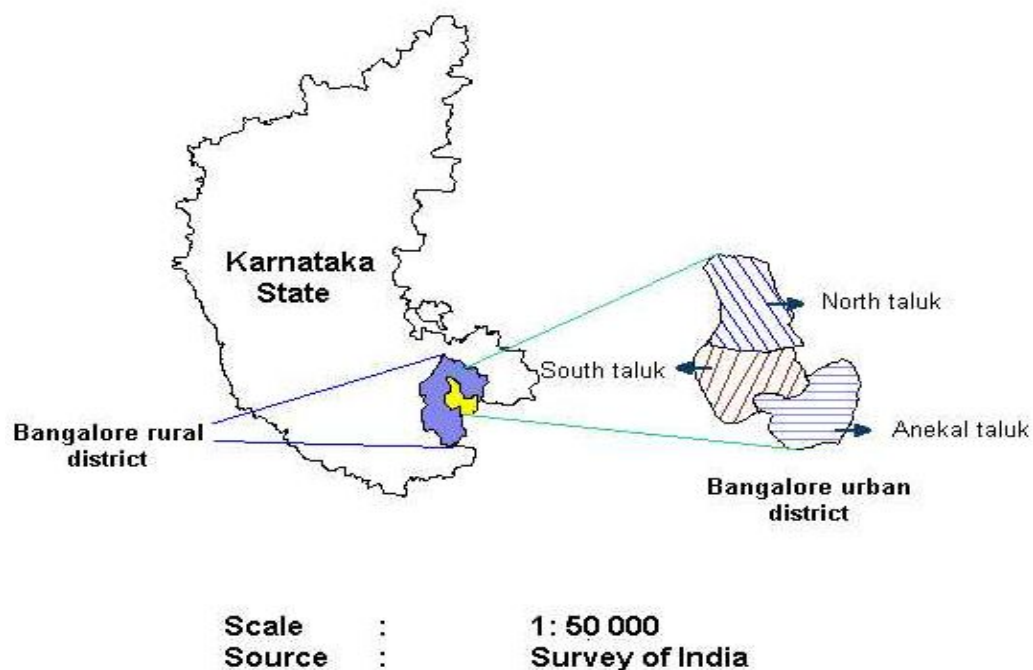 Karnataka
State
North taluk
South taluk
Bangalore rural
district
Anekal taluk
Bangalore urban
district
Scale : 1: 50 000
Source : Survey of India